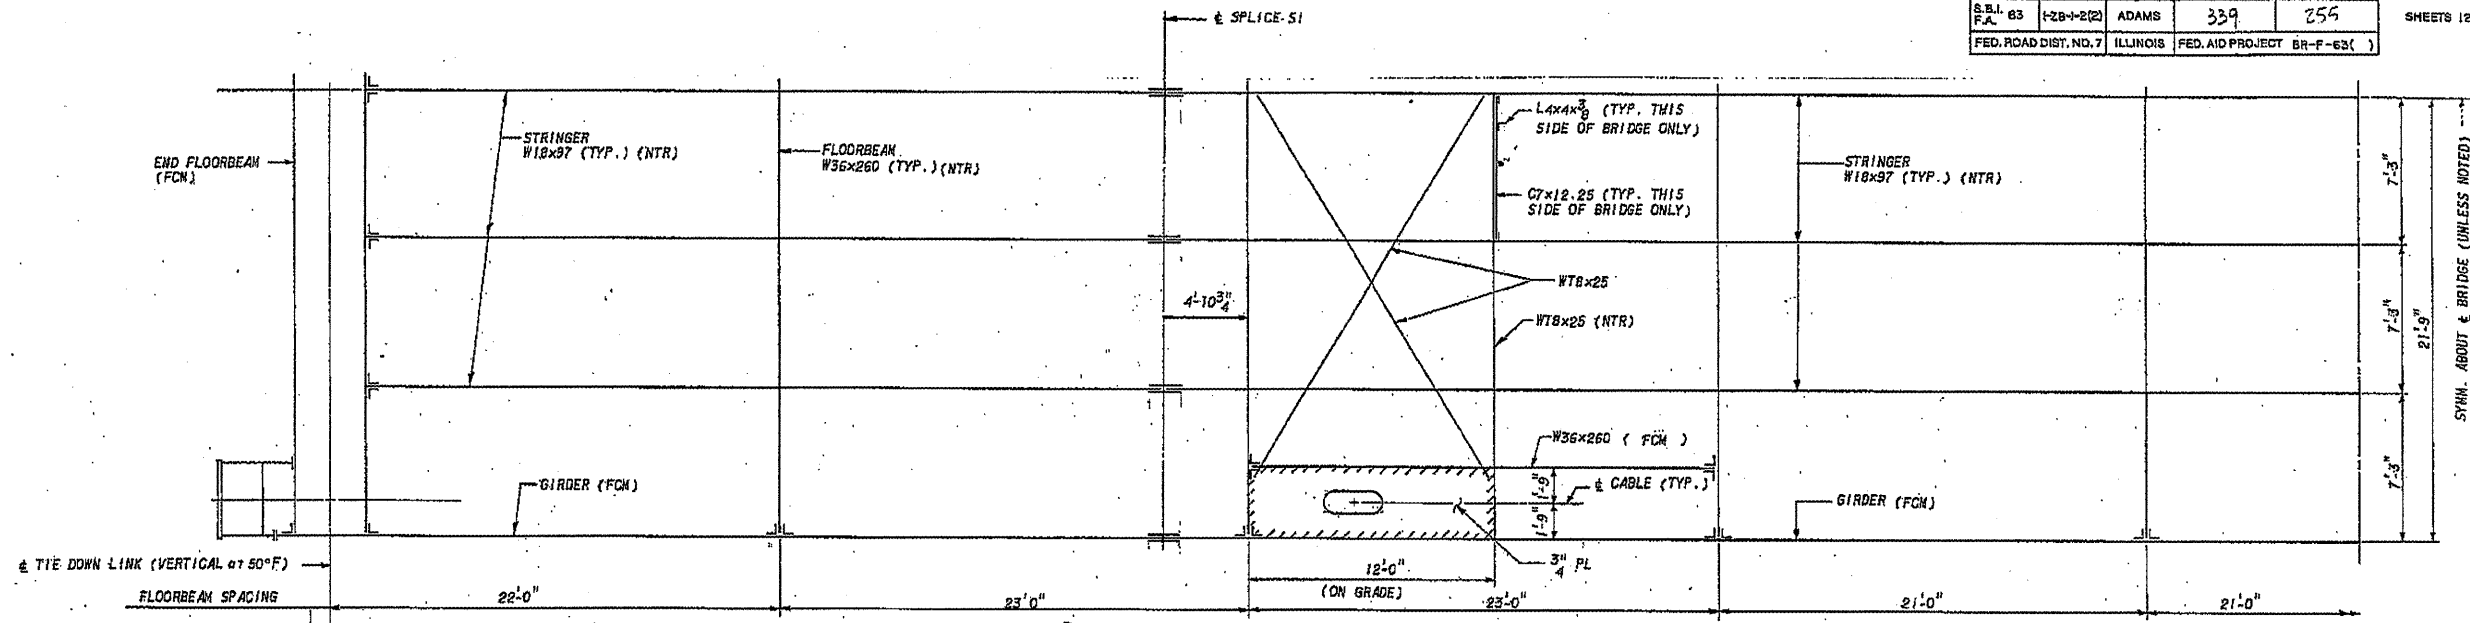 ℄ SPLICE-S1
S.B.I. 63 1-ZB-1-2(2) ADAMS 339 255 SHEETS 12
F.A.
FED. ROAD DIST. NO. 7 ILLINOIS FED. AID PROJECT BR-F-63( )
L4x4x3/8 (TYP. THIS
SIDE OF BRIDGE ONLY)
STRINGER
W18x97 (TYP.) (NTR)
END FLOORBEAM
(FCM)
FLOORBEAM
W36x260 (TYP.) (NTR)
STRINGER
W18x97 (TYP.) (NTR)
C7x12.25 (TYP. THIS
SIDE OF BRIDGE ONLY)
7'-3"
SYMM. ABOUT ℄ BRIDGE (UNLESS NOTED)
WT8x25
4'-10 3/4"
WT8x25 (NTR)
7'-3"
21'-9"
W36x260 ( FCM )
GIRDER (FCM)
1'-9"
℄ CABLE (TYP.)
GIRDER (FCM)
7'-3"
1'-9"
℄ TIE DOWN LINK (VERTICAL AT 50°F)
3/4" PL
12'-0"
(ON GRADE)
FLOORBEAM SPACING
22'-0"
23'0"
23'-0"
21'-0"
21'-0"